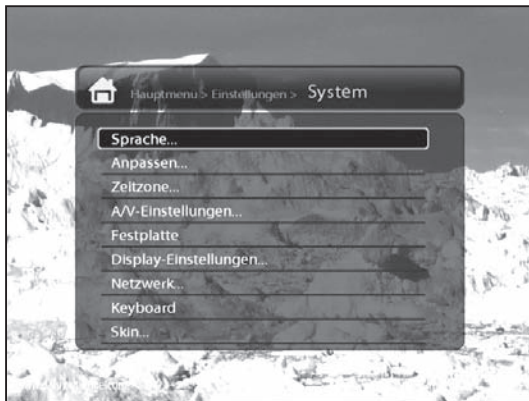 Hauptmenu > Einstellungen > System
Sprache...
Anpassen...
Zeitzone...
A/V-Einstellungen...
Festplatte
Display-Einstellungen...
Netzwerk...
Keyboard
Skin...